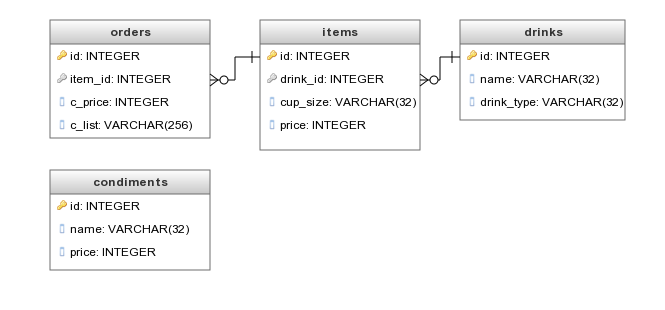 orders
id: INTEGER
item_id: INTEGER
c_price: INTEGER
c_list: VARCHAR(256)
items
id: INTEGER
drink_id: INTEGER
cup_size: VARCHAR(32)
price: INTEGER
drinks
id: INTEGER
name: VARCHAR(32)
drink_type: VARCHAR(32)
condiments
id: INTEGER
name: VARCHAR(32)
price: INTEGER